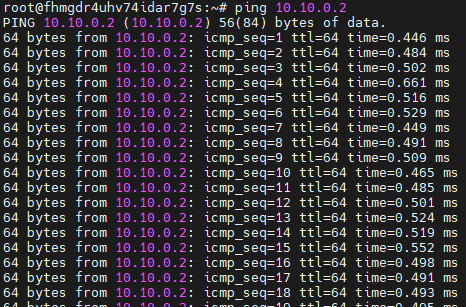 root@fhmgdr4uhv74idar7g7s:~# ping 10.10.0.2
PING 10.10.0.2 (10.10.0.2) 56(84) bytes of data.
64 bytes from 10.10.0.2: icmp_seq=1 ttl=64 time=0.446 ms
64 bytes from 10.10.0.2: icmp_seq=2 ttl=64 time=0.484 ms
64 bytes from 10.10.0.2: icmp_seq=3 ttl=64 time=0.502 ms
64 bytes from 10.10.0.2: icmp_seq=4 ttl=64 time=0.661 ms
64 bytes from 10.10.0.2: icmp_seq=5 ttl=64 time=0.516 ms
64 bytes from 10.10.0.2: icmp_seq=6 ttl=64 time=0.529 ms
64 bytes from 10.10.0.2: icmp_seq=7 ttl=64 time=0.449 ms
64 bytes from 10.10.0.2: icmp_seq=8 ttl=64 time=0.491 ms
64 bytes from 10.10.0.2: icmp_seq=9 ttl=64 time=0.509 ms
64 bytes from 10.10.0.2: icmp_seq=10 ttl=64 time=0.465 ms
64 bytes from 10.10.0.2: icmp_seq=11 ttl=64 time=0.485 ms
64 bytes from 10.10.0.2: icmp_seq=12 ttl=64 time=0.501 ms
64 bytes from 10.10.0.2: icmp_seq=13 ttl=64 time=0.524 ms
64 bytes from 10.10.0.2: icmp_seq=14 ttl=64 time=0.519 ms
64 bytes from 10.10.0.2: icmp_seq=15 ttl=64 time=0.552 ms
64 bytes from 10.10.0.2: icmp_seq=16 ttl=64 time=0.498 ms
64 bytes from 10.10.0.2: icmp_seq=17 ttl=64 time=0.491 ms
64 bytes from 10.10.0.2: icmp_seq=18 ttl=64 time=0.493 ms